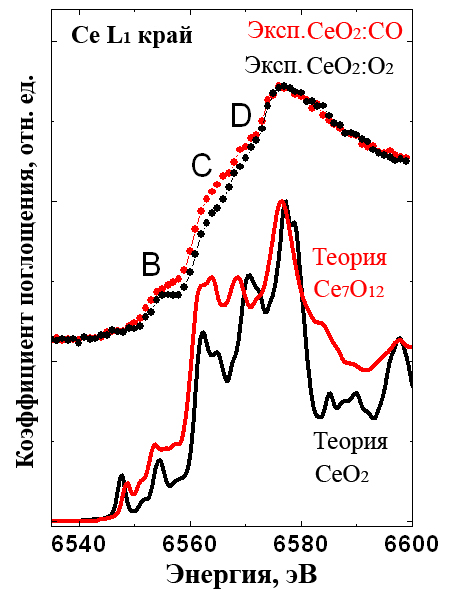 Ce L₁ край
Эксп. CeO₂:CO
Эксп. CeO₂:O₂
D
C
B
Коэффициент поглощения, отн. ед.
Теория
Ce₇O₁₂
Теория
CeO₂
6540 6560 6580 6600
Энергия, эВ